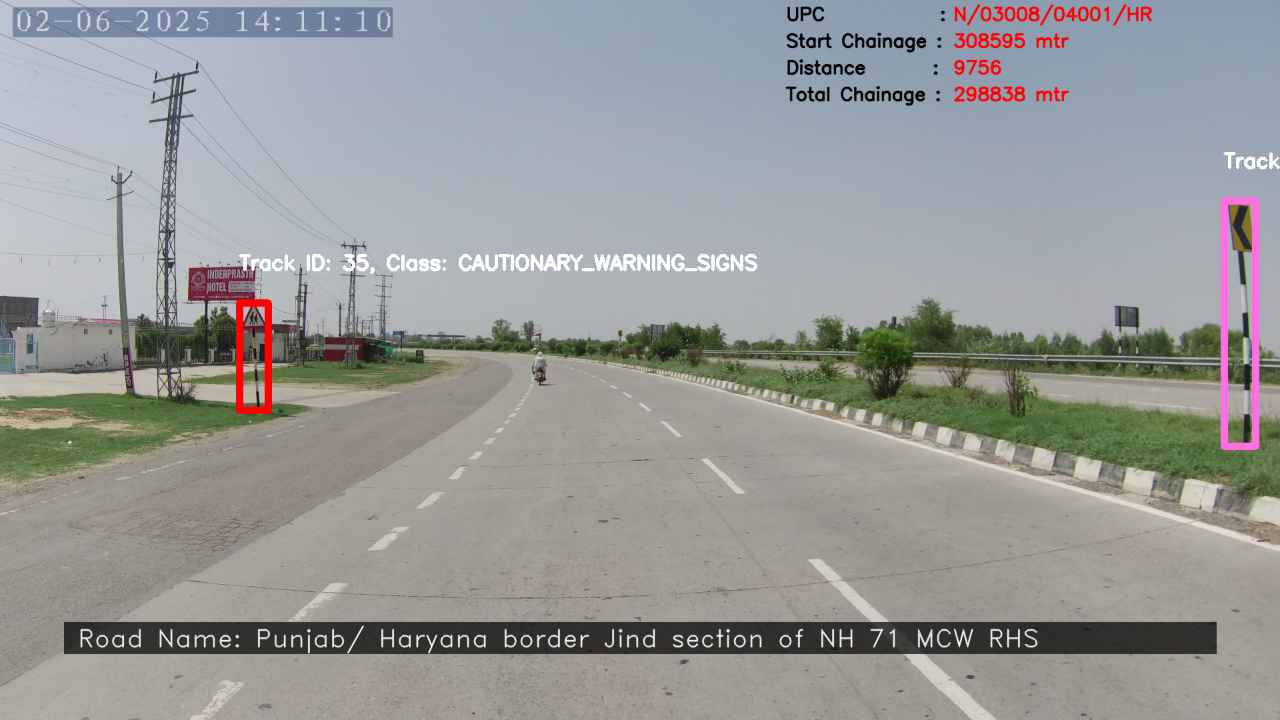 02-06-2025 14:11:10
UPC : N/03008/04001/HR
Start Chainage : 308595 mtr
Distance : 9756
Total Chainage : 298838 mtr
Track
Track ID: 35, Class: CAUTIONARY_WARNING_SIGNS
INDERPRASTH
HOTEL
Road Name: Punjab/ Haryana border Jind section of NH 71 MCW RHS